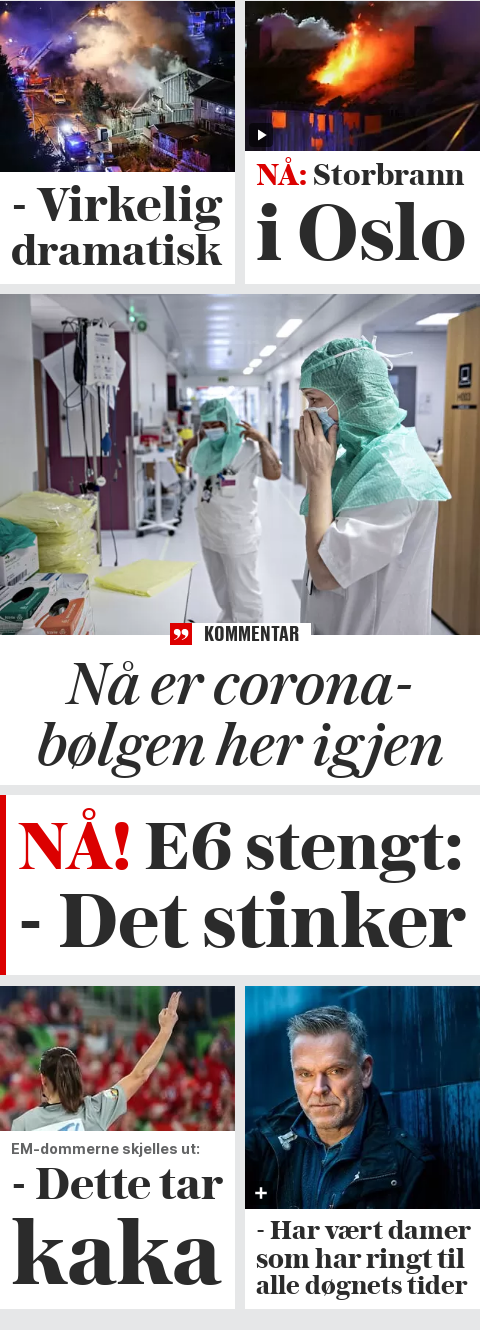 - Virkelig
dramatisk
NÅ: Storbrann
i Oslo
KOMMENTAR
Nå er corona-
bølgen her igjen
NÅ! E6 stengt:
- Det stinker
EM-dommerne skjelles ut:
- Dette tar
kaka
- Har vært damer
som har ringt til
alle døgnets tider